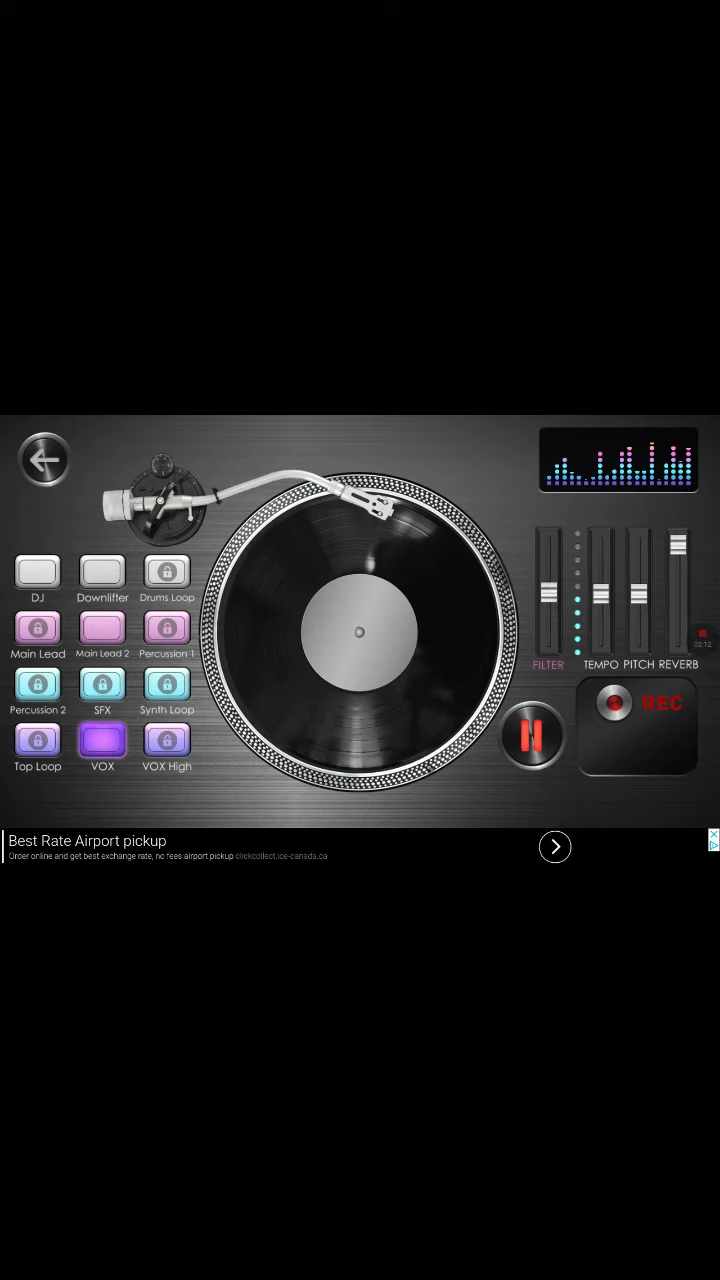 DJ
Downlifter
Drums Loop
Main Lead
Main Lead 2
Percussion 1
Percussion 2
SFX
Synth Loop
Top Loop
VOX
VOX High
FILTER
TEMPO
PITCH
REVERB
02:12
REC
Best Rate Airport pickup
Order online and get best exchange rate, no fees airport pickup clickcollect.ice-canada.ca